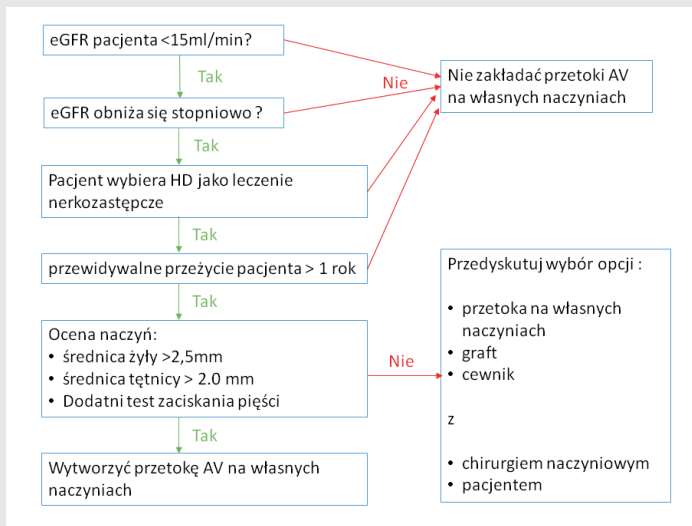 eGFR pacjenta <15ml/min?
Tak
Nie
Nie zakładać przetoki AV
na własnych naczyniach
eGFR obniża się stopniowo ?
Tak
Pacjent wybiera HD jako leczenie
nerkozastępcze
Tak
przewidywalne przeżycie pacjenta > 1 rok
Tak
Ocena naczyń:
• średnica żyły >2,5mm
• średnica tętnicy > 2.0 mm
• Dodatni test zaciskania pięści
Nie
Przedyskutuj wybór opcji :
• przetoka na własnych
naczyniach
• graft
• cewnik
z
• chirurgiem naczyniowym
• pacjentem
Tak
Wytworzyć przetokę AV na własnych
naczyniach